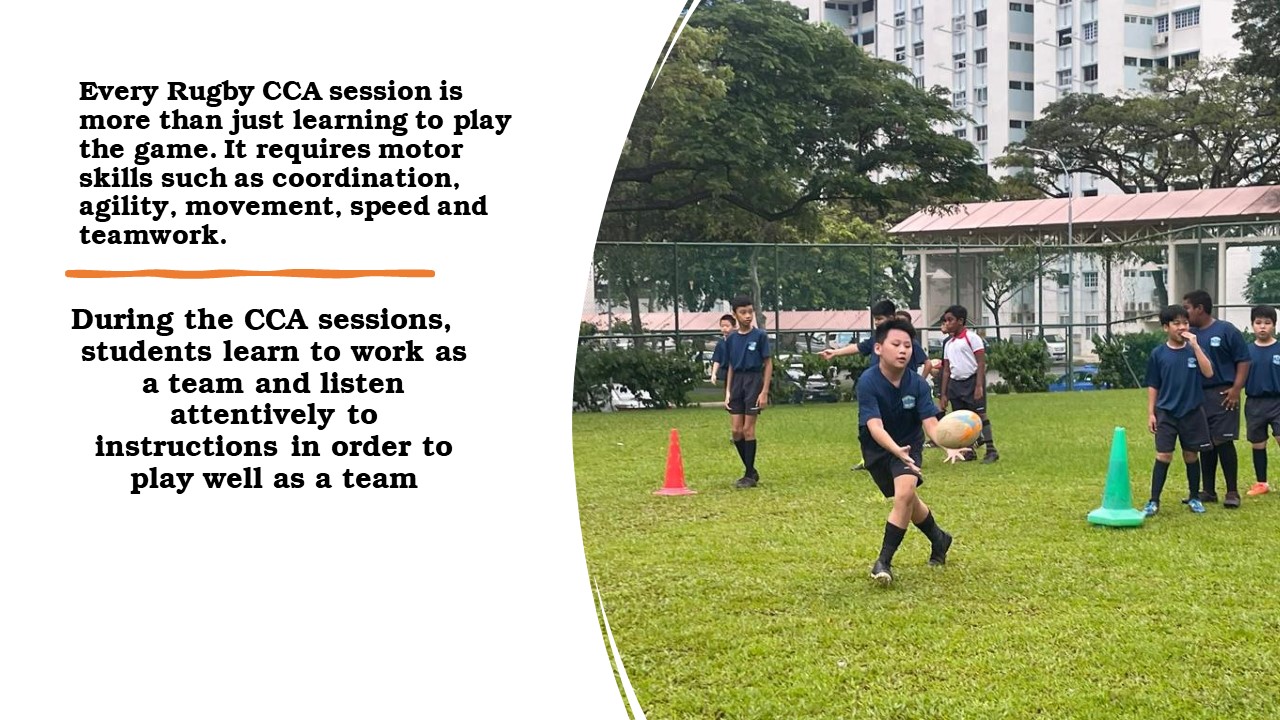 Every Rugby CCA session is
more than just learning to play
the game. It requires motor
skills such as coordination,
agility, movement, speed and
teamwork.
During the CCA sessions,
students learn to work as
a team and listen
attentively to
instructions in order to
play well as a team